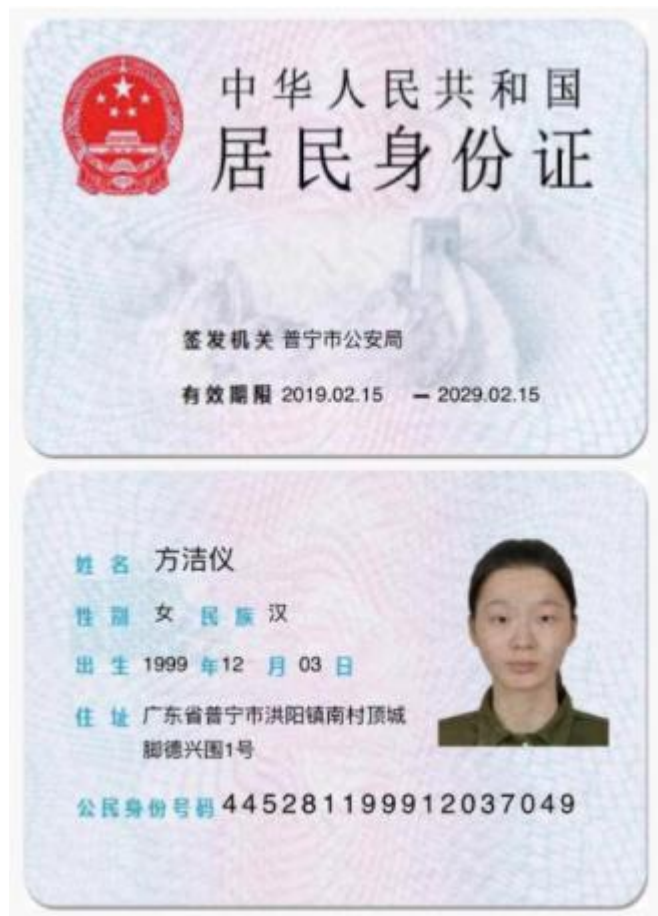 中华人民共和国
居民身份证
签发机关 普宁市公安局
有效期限 2019.02.15 - 2029.02.15
姓名 方洁仪
性别 女 民族 汉
出生 1999 年 12 月 03 日
住址 广东省普宁市洪阳镇南村顶城
脚德兴围1号
公民身份号码 445281199912037049